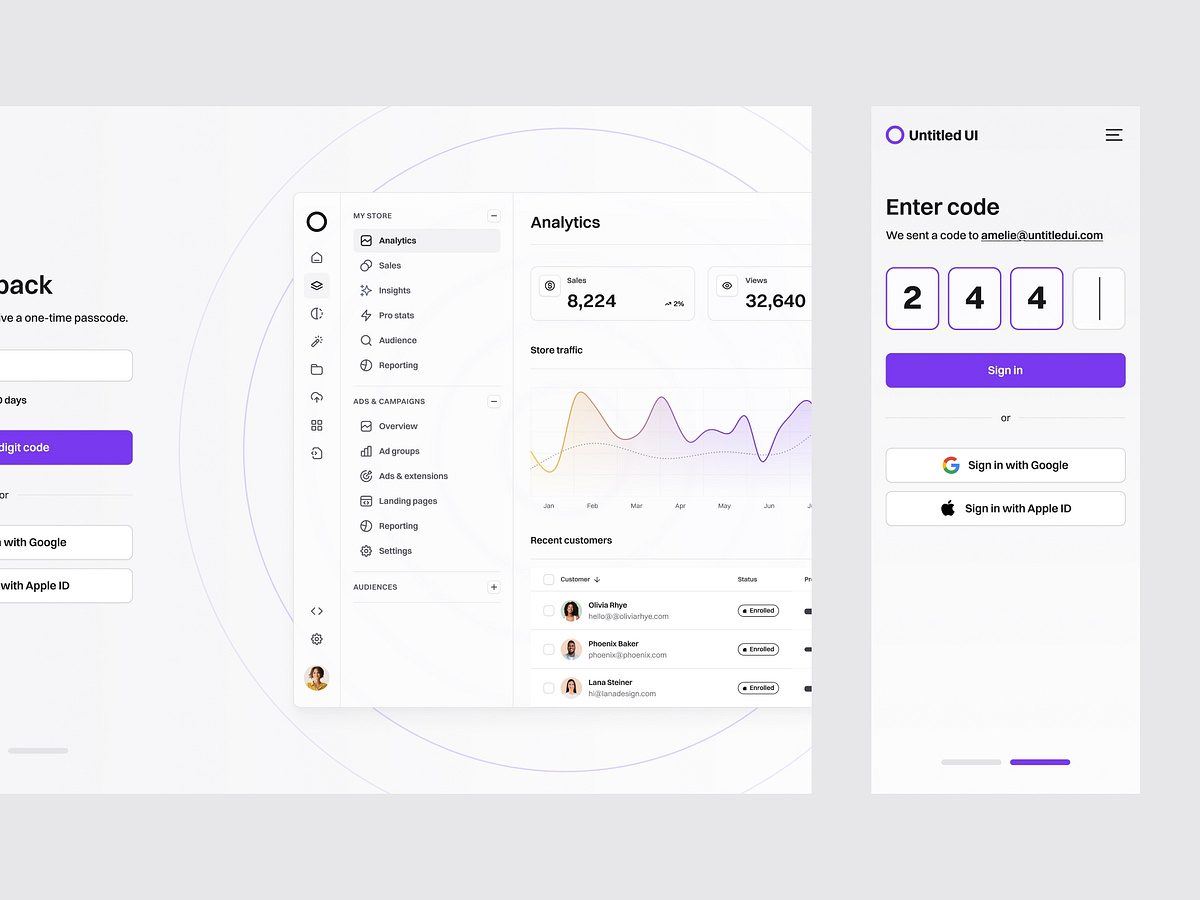 back
ive a one-time passcode.
0 days
digit code
or
with Google
with Apple ID
MY STORE
Analytics
Sales
Insights
Pro stats
Audience
Reporting
ADS & CAMPAIGNS
Overview
Ad groups
Ads & extensions
Landing pages
Reporting
Settings
AUDIENCES
Analytics
Sales
8,224
2%
Views
32,640
Store traffic
Jan Feb Mar Apr May Jun
Recent customers
Customer Status
Olivia Rhye
hello@@oliviarhye.com
Enrolled
Phoenix Baker
phoenix@phoenix.com
Enrolled
Lana Steiner
hi@lanadesign.com
Enrolled
Untitled UI
Enter code
We sent a code to amelie@untitledui.com
2 4 4
Sign in
or
Sign in with Google
Sign in with Apple ID